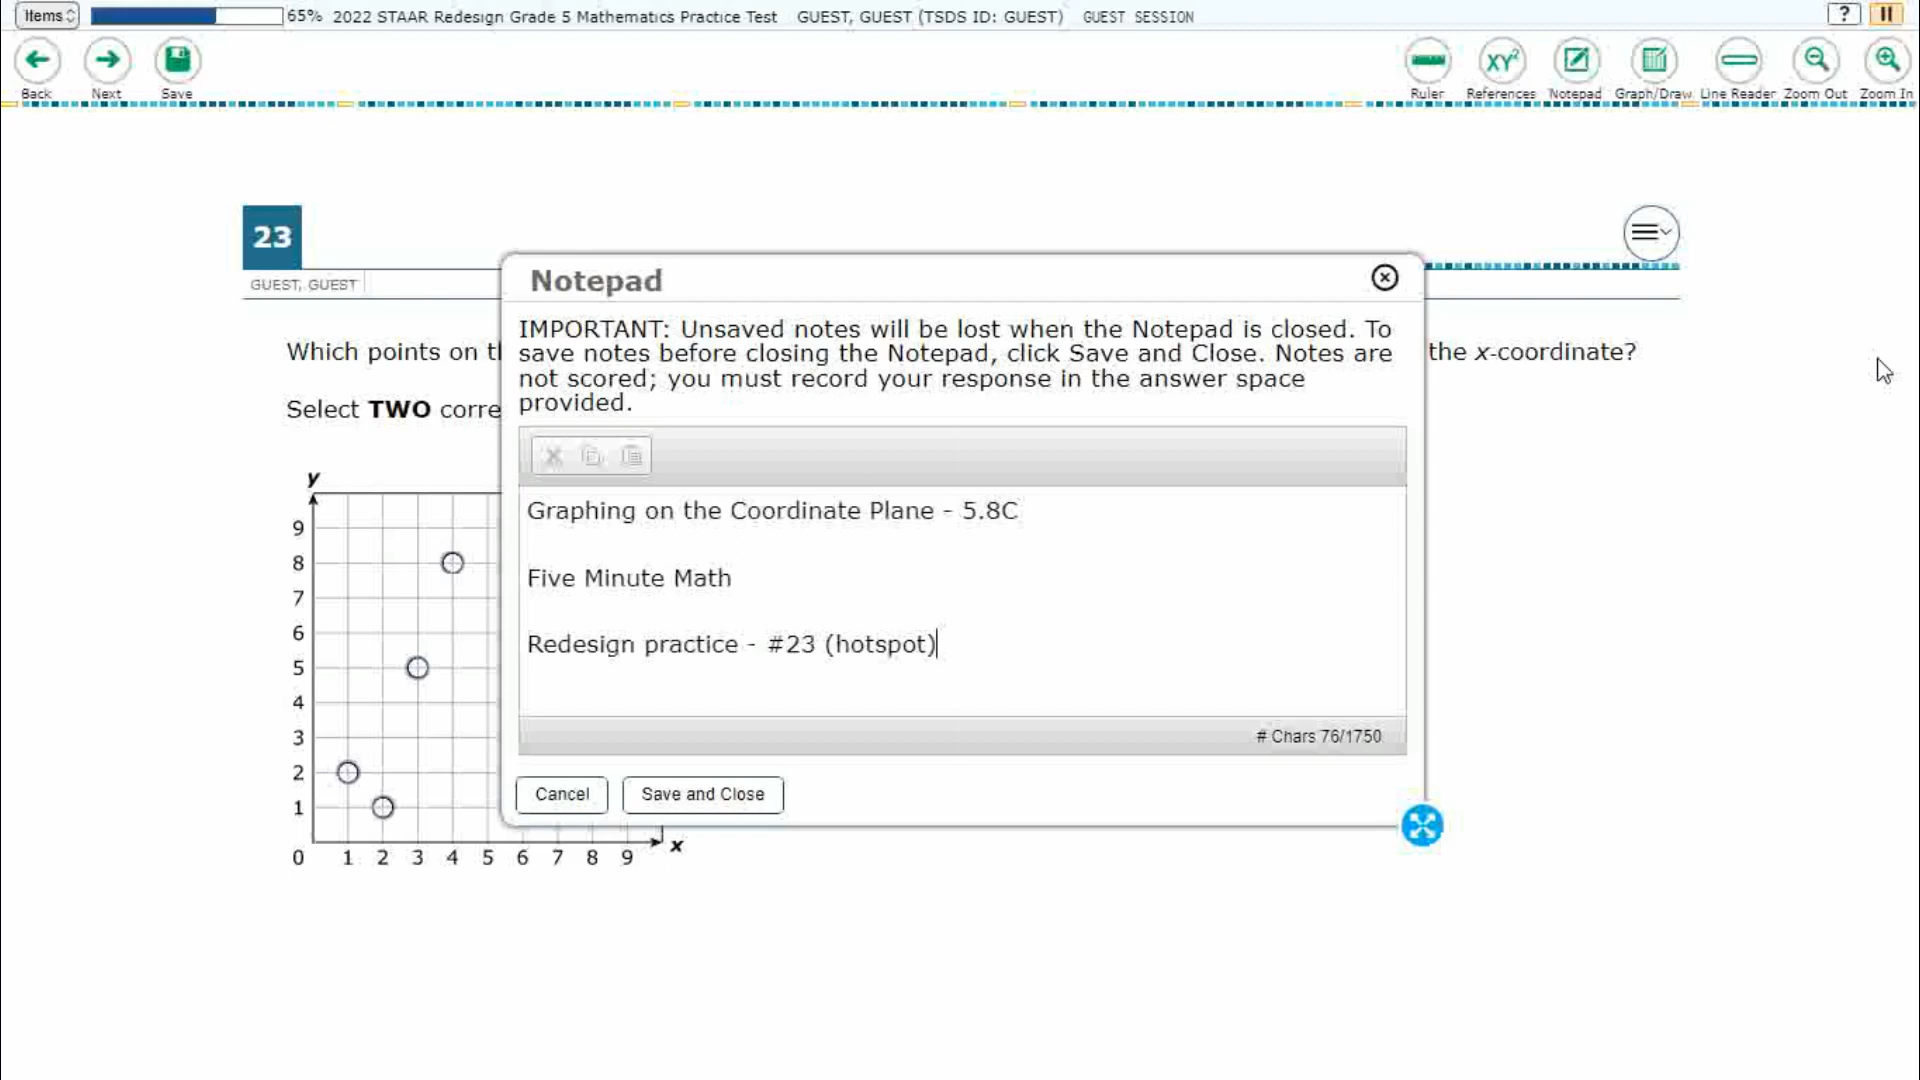 Items 65% 2022 STAAR Redesign Grade 5 Mathematics Practice Test GUEST, GUEST (TSDS ID: GUEST) GUEST SESSION ?
Back Next Save XY² Ruler References Notepad Graph/Draw Line Reader Zoom Out Zoom In
23
GUEST, GUEST
Which points on t
the x-coordinate?
Select TWO corre
Notepad
IMPORTANT: Unsaved notes will be lost when the Notepad is closed. To
save notes before closing the Notepad, click Save and Close. Notes are
not scored; you must record your response in the answer space
provided.
Graphing on the Coordinate Plane - 5.8C
Five Minute Math
Redesign practice - #23 (hotspot)
# Chars 76/1750
Cancel Save and Close
y
9
8
7
6
5
4
3
2
1
0 1 2 3 4 5 6 7 8 9 x